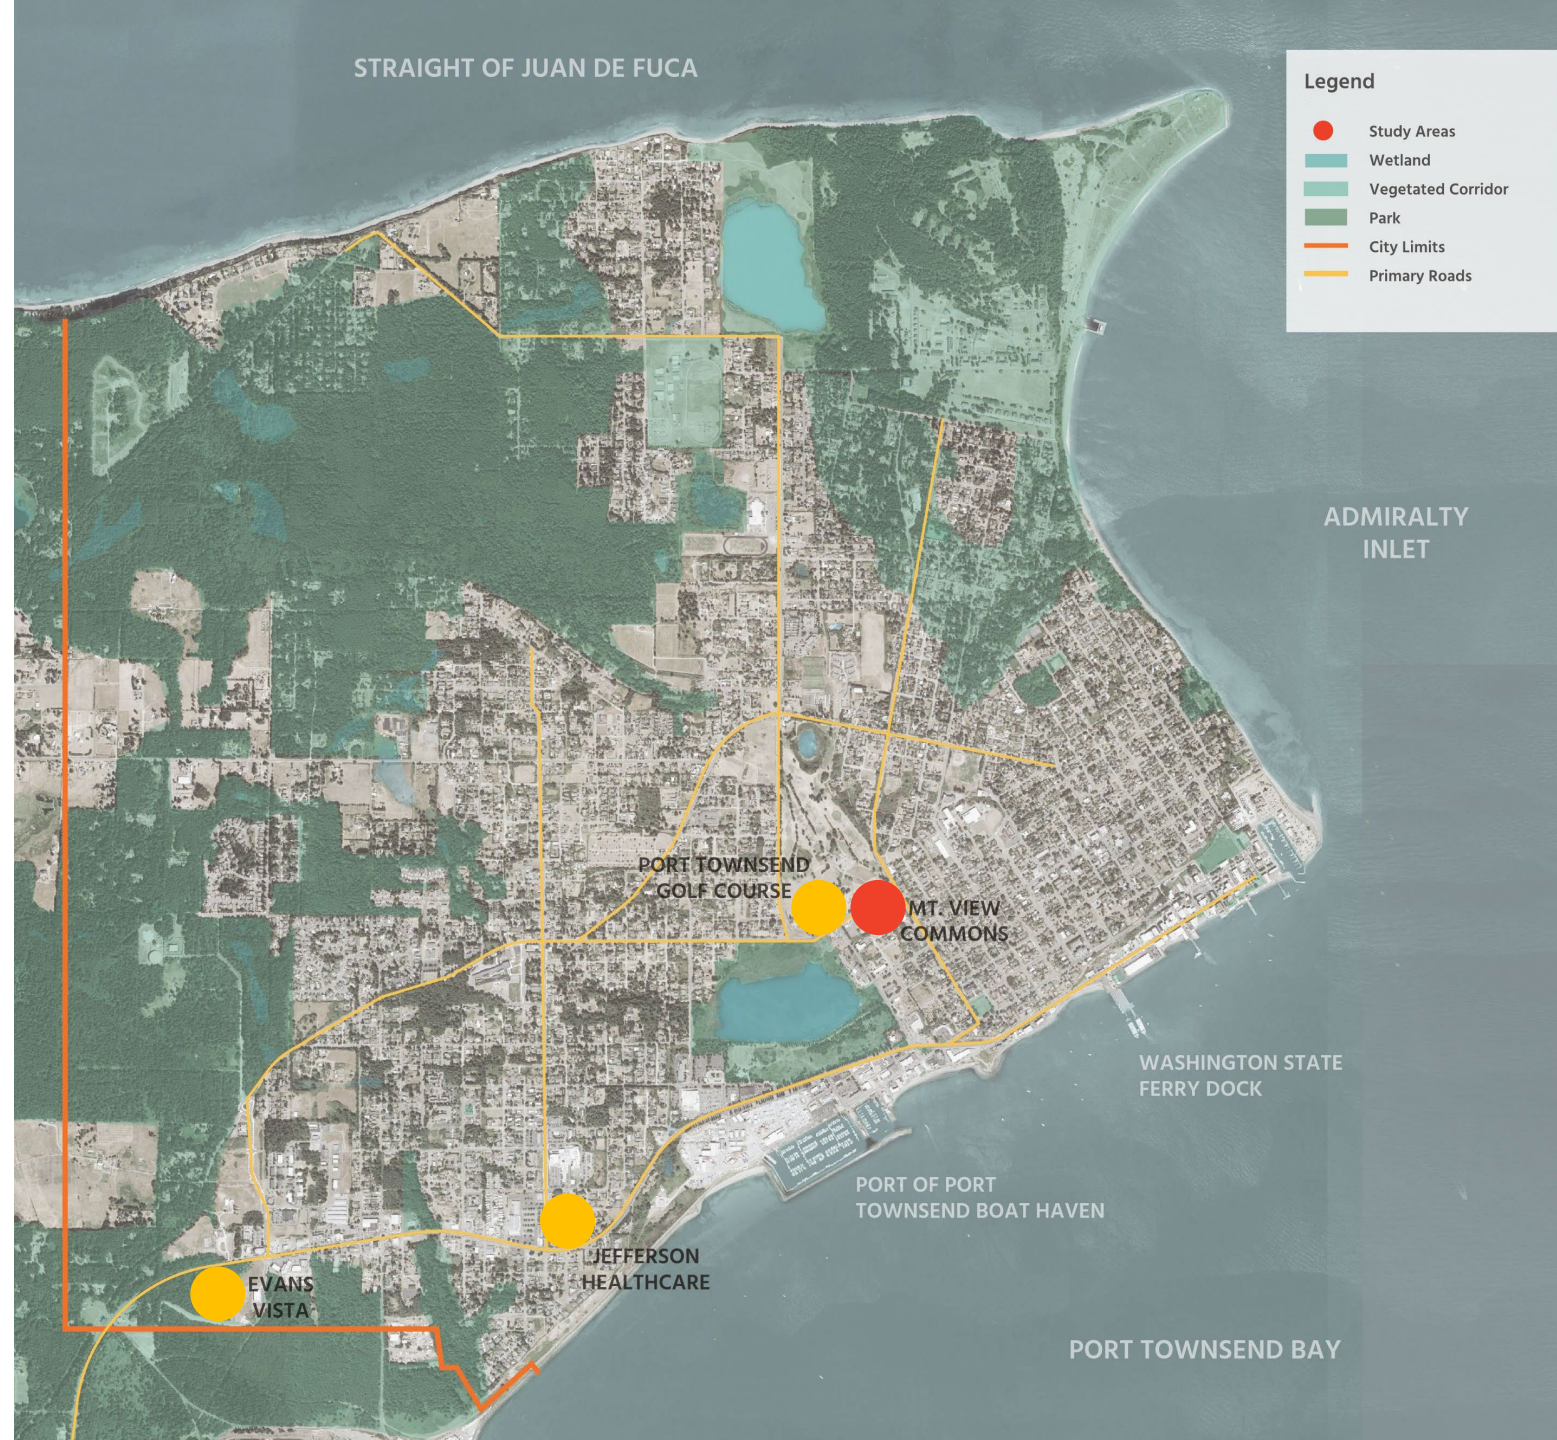 STRAIGHT OF JUAN DE FUCA
Legend
Study Areas
Wetland
Vegetated Corridor
Park
City Limits
Primary Roads
ADMIRALTY
INLET
PORT TOWNSEND
GOLF COURSE
MT. VIEW
COMMONS
WASHINGTON STATE
FERRY DOCK
PORT OF PORT
TOWNSEND BOAT HAVEN
JEFFERSON
HEALTHCARE
EVANS
VISTA
PORT TOWNSEND BAY